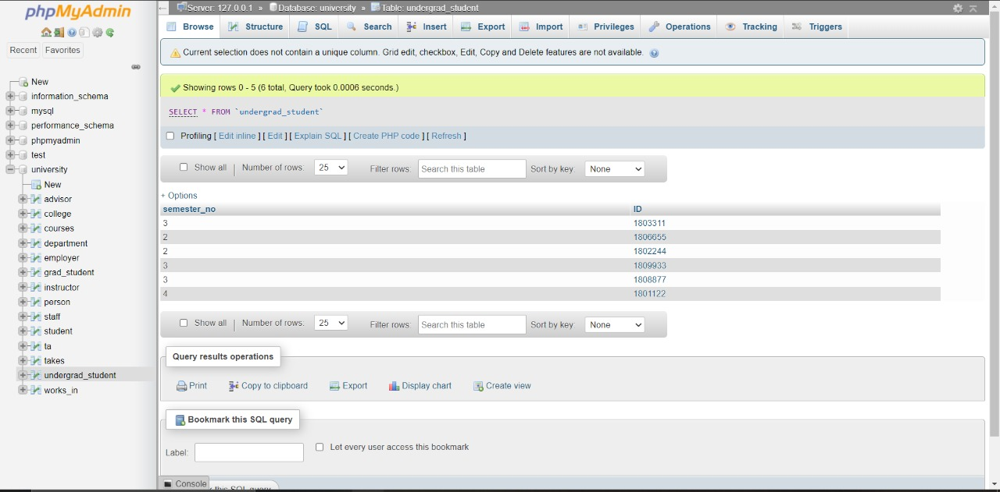 phpMyAdmin
Recent
Favorites
New
information_schema
mysql
performance_schema
phpmyadmin
test
university
New
advisor
college
courses
department
employer
grad_student
instructor
person
staff
student
ta
takes
undergrad_student
works_in
Server: 127.0.0.1 » Database: university » Table: undergrad_student
Browse Structure SQL Search Insert Export Import Privileges Operations Tracking Triggers
Current selection does not contain a unique column. Grid edit, checkbox, Edit, Copy and Delete features are not available.
Showing rows 0 - 5 (6 total, Query took 0.0006 seconds.)
SELECT * FROM `undergrad_student`
Profiling [ Edit inline ] [ Edit ] [ Explain SQL ] [ Create PHP code ] [ Refresh ]
Show all | Number of rows: 25 Filter rows: Search this table Sort by key: None
+ Options
semester_no ID
3 1803311
2 1806655
2 1802244
3 1809933
3 1808877
4 1801122
Show all | Number of rows: 25 Filter rows: Search this table Sort by key: None
Query results operations
Print Copy to clipboard Export Display chart Create view
Bookmark this SQL query
Label: Let every user access this bookmark
Console
this SQL query